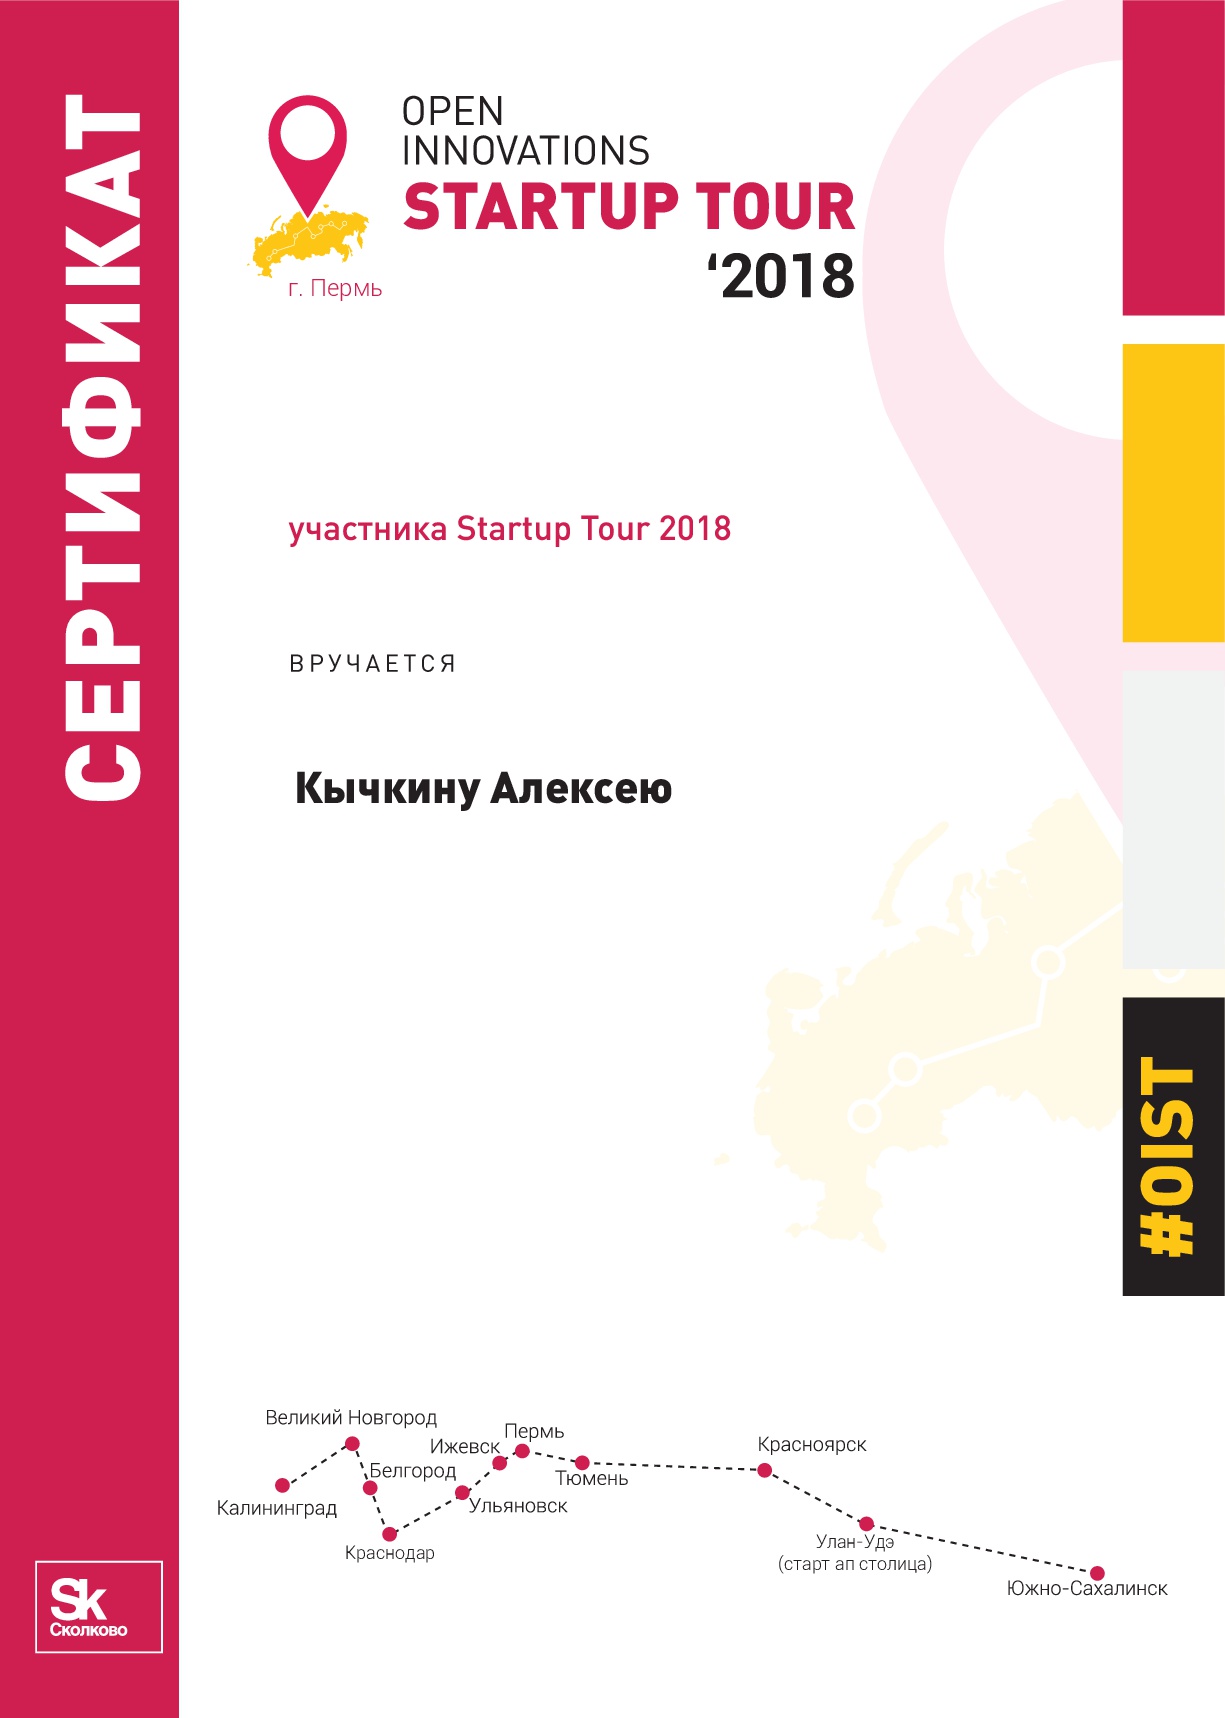 СЕРТИФИКАТ
OPEN
INNOVATIONS
STARTUP TOUR
‘2018
г. Пермь
участника Startup Tour 2018
ВРУЧАЕТСЯ
Кычкину Алексею
#OIST
Великий Новгород
Пермь
Ижевск
Красноярск
Белгород
Тюмень
Калининград
Ульяновск
Краснодар
Улан-Удэ
(старт ап столица)
Южно-Сахалинск
Sk
Сколково